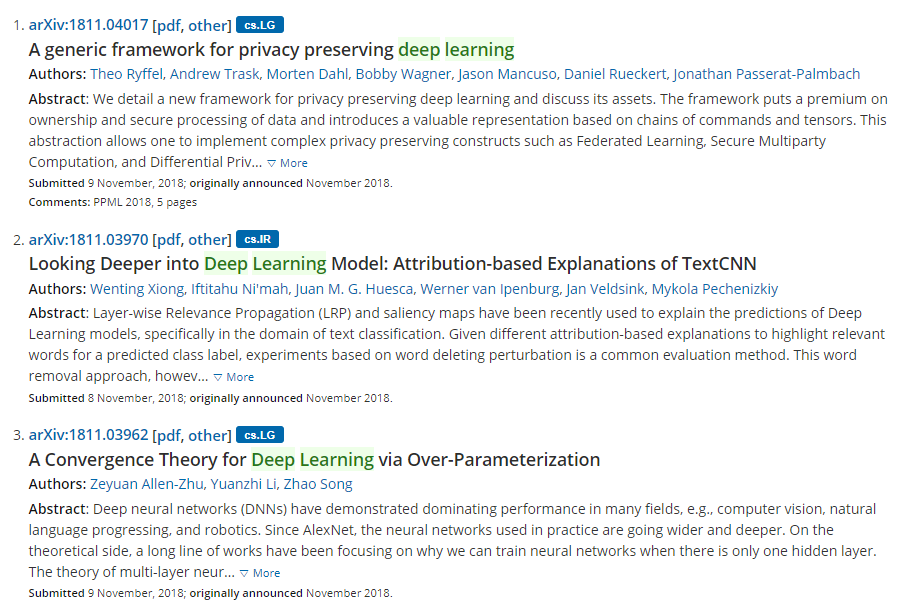 1. arXiv:1811.04017 [pdf, other] cs.LG
A generic framework for privacy preserving deep learning
Authors: Theo Ryffel, Andrew Trask, Morten Dahl, Bobby Wagner, Jason Mancuso, Daniel Rueckert, Jonathan Passerat-Palmbach
Abstract: We detail a new framework for privacy preserving deep learning and discuss its assets. The framework puts a premium on
ownership and secure processing of data and introduces a valuable representation based on chains of commands and tensors. This
abstraction allows one to implement complex privacy preserving constructs such as Federated Learning, Secure Multiparty
Computation, and Differential Priv... ▽ More
Submitted 9 November, 2018; originally announced November 2018.
Comments: PPML 2018, 5 pages
2. arXiv:1811.03970 [pdf, other] cs.IR
Looking Deeper into Deep Learning Model: Attribution-based Explanations of TextCNN
Authors: Wenting Xiong, Iftitahu Ni'mah, Juan M. G. Huesca, Werner van Ipenburg, Jan Veldsink, Mykola Pechenizkiy
Abstract: Layer-wise Relevance Propagation (LRP) and saliency maps have been recently used to explain the predictions of Deep
Learning models, specifically in the domain of text classification. Given different attribution-based explanations to highlight relevant
words for a predicted class label, experiments based on word deleting perturbation is a common evaluation method. This word
removal approach, howev... ▽ More
Submitted 8 November, 2018; originally announced November 2018.
3. arXiv:1811.03962 [pdf, other] cs.LG
A Convergence Theory for Deep Learning via Over-Parameterization
Authors: Zeyuan Allen-Zhu, Yuanzhi Li, Zhao Song
Abstract: Deep neural networks (DNNs) have demonstrated dominating performance in many fields, e.g., computer vision, natural
language progressing, and robotics. Since AlexNet, the neural networks used in practice are going wider and deeper. On the
theoretical side, a long line of works have been focusing on why we can train neural networks when there is only one hidden layer.
The theory of multi-layer neur... ▽ More
Submitted 9 November, 2018; originally announced November 2018.